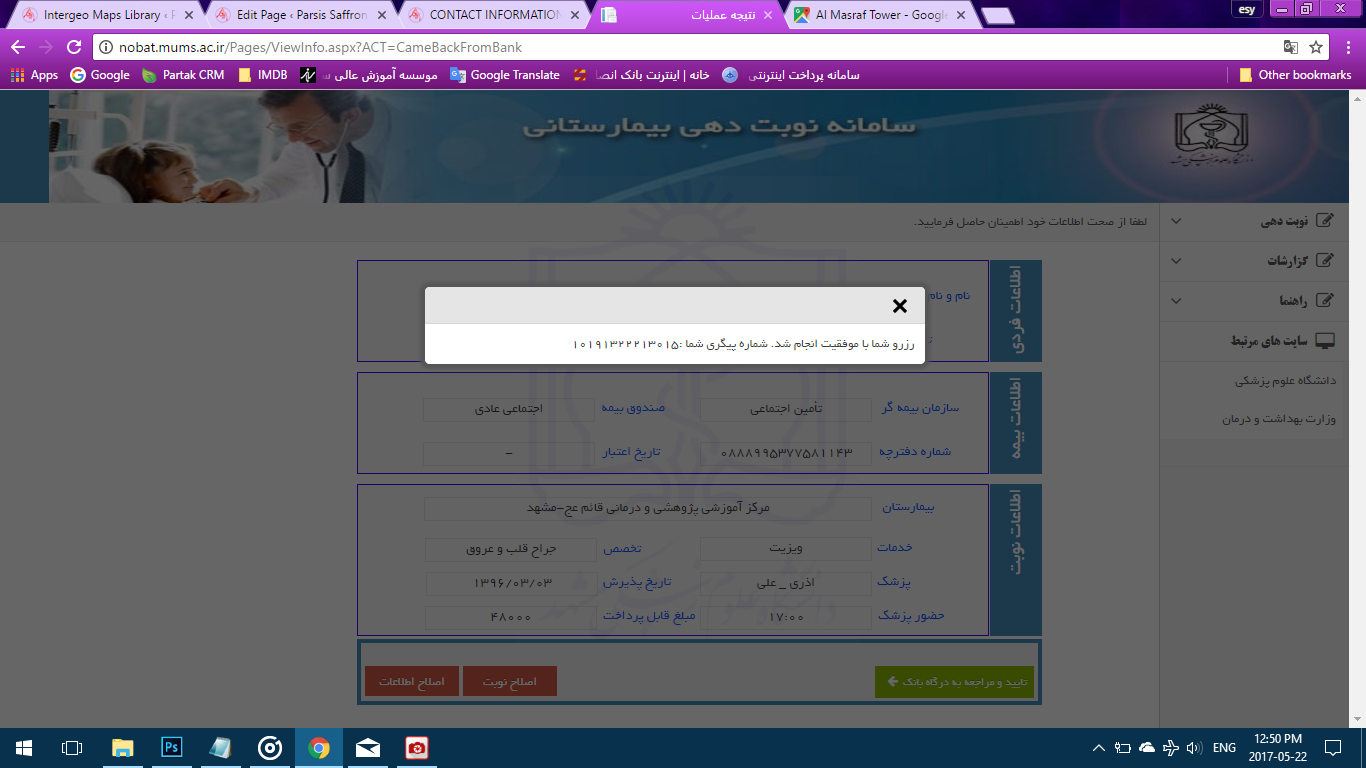 Intergeo Maps Library ‹ P
Edit Page ‹ Parsis Saffron
CONTACT INFORMATION
نتیجه عملیات
Al Masraf Tower - Google
esy
nobat.mums.ac.ir/Pages/ViewInfo.aspx?ACT=CameBackFromBank
Apps
Google
Partak CRM
IMDB
موسسه آموزش عالی س
Google Translate
خانه | اینترنت بانک انصا
سامانه پرداخت اینترنتی
Other bookmarks
سامانه نوبت دهی بیمارستانی
لطفا از صحت اطلاعات خود اطمینان حاصل فرمایید.
نوبت دهی
گزارشات
راهنما
سایت های مرتبط
دانشگاه علوم پزشکی
وزارت بهداشت و درمان
اطلاعات فردی
نام و نام
رزرو شما با موفقیت انجام شد. شماره پیگری شما :۱۰۱۹۱۳۲۲۲۱۳۰۱۵
اطلاعات بیمه
سازمان بیمه گر تأمین اجتماعی صندوق بیمه اجتماعی عادی
شماره دفترچه ۰۸۸۸۹۹۵۳۷۷۵۸۱۱۴۳ تاریخ اعتبار -
اطلاعات نوبت
بیمارستان مرکز آموزشی پژوهشی و درمانی قائم عج-مشهد
خدمات ویزیت تخصص جراح قلب و عروق
پزشک اذری _ علی تاریخ پذیرش ۱۳۹۶/۰۳/۰۳
حضور پزشک ۱۷:۰۰ مبلغ قابل پرداخت ۴۸۰۰۰
تایید و مراجعه به درگاه بانک
اصلاح نوبت
اصلاح اطلاعات
ENG
12:50 PM
2017-05-22